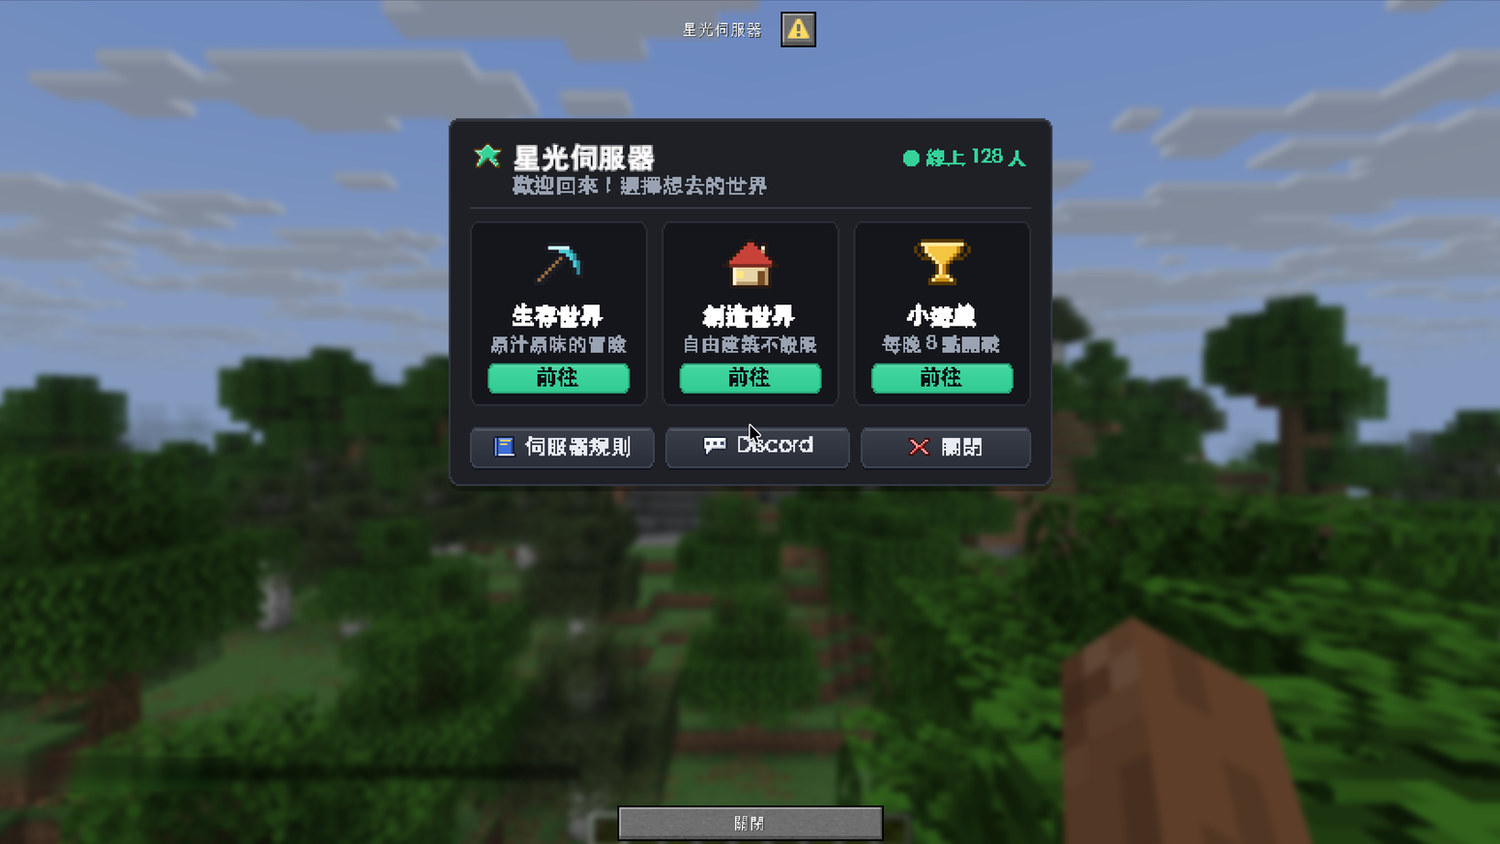 星光伺服器
星光伺服器
線上 128 人
歡迎回來！選擇想去的世界
生存世界
原汁原味的冒險
前往
創造世界
自由建築不設限
前往
小遊戲
每晚 8 點開戰
前往
伺服器規則
Discord
關閉
關閉